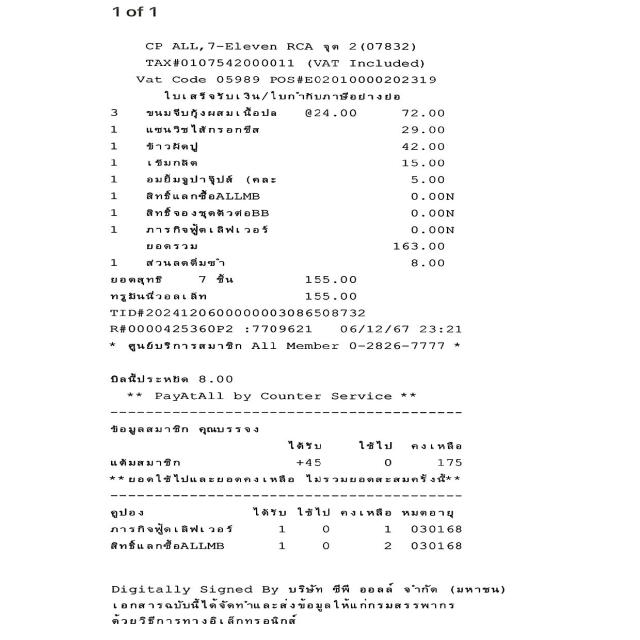 1 of 1
CP ALL,7-Eleven RCA จุด 2(07832)
TAX#0107542000011 (VAT Included)
Vat Code 05989 POS#E02010000202319
ใบเสร็จรับเงิน/ใบกำกับภาษีอย่างย่อ
3 ขนมจีบกุ้งผสมเนื้อปล @24.00 72.00
1 แซนวิชไส้กรอกชีส 29.00
1 ข้าวผัดปู 42.00
1 เข็มกลัด 15.00
1 อมยิ้มจูปาจุ๊ปส์ (คละ 5.00
1 สิทธิ์แลกซื้อALLMB 0.00N
1 สิทธิ์จองชุดตัวต่อBB 0.00N
1 ภารกิจฟู้ดเลิฟเวอร์ 0.00N
ยอดรวม 163.00
1 ส่วนลดติ่มซำ 8.00
ยอดสุทธิ 7 ชิ้น 155.00
ทรูมันนี่วอลเล็ท 155.00
TID#2024120600000003086508732
R#0000425360P2 :7709621 06/12/67 23:21
* ศูนย์บริการสมาชิก All Member 0-2826-7777 *
บิลนี้ประหยัด 8.00
** PayAtAll by Counter Service **
ข้อมูลสมาชิก คุณบรรจง
ได้รับ ใช้ไป คงเหลือ
แต้มสมาชิก +45 0 175
**ยอดใช้ไปและยอดคงเหลือ ไม่รวมยอดสะสมครั้งนี้**
คูปอง ได้รับ ใช้ไป คงเหลือ หมดอายุ
ภารกิจฟู้ดเลิฟเวอร์ 1 0 1 030168
สิทธิ์แลกซื้อALLMB 1 0 2 030168
Digitally Signed By บริษัท ซีพี ออลล์ จำกัด (มหาชน)
เอกสารฉบับนี้ได้จัดทำและส่งข้อมูลให้แก่กรมสรรพากร
ด้วยวิธีการทางอิเล็กทรอนิกส์